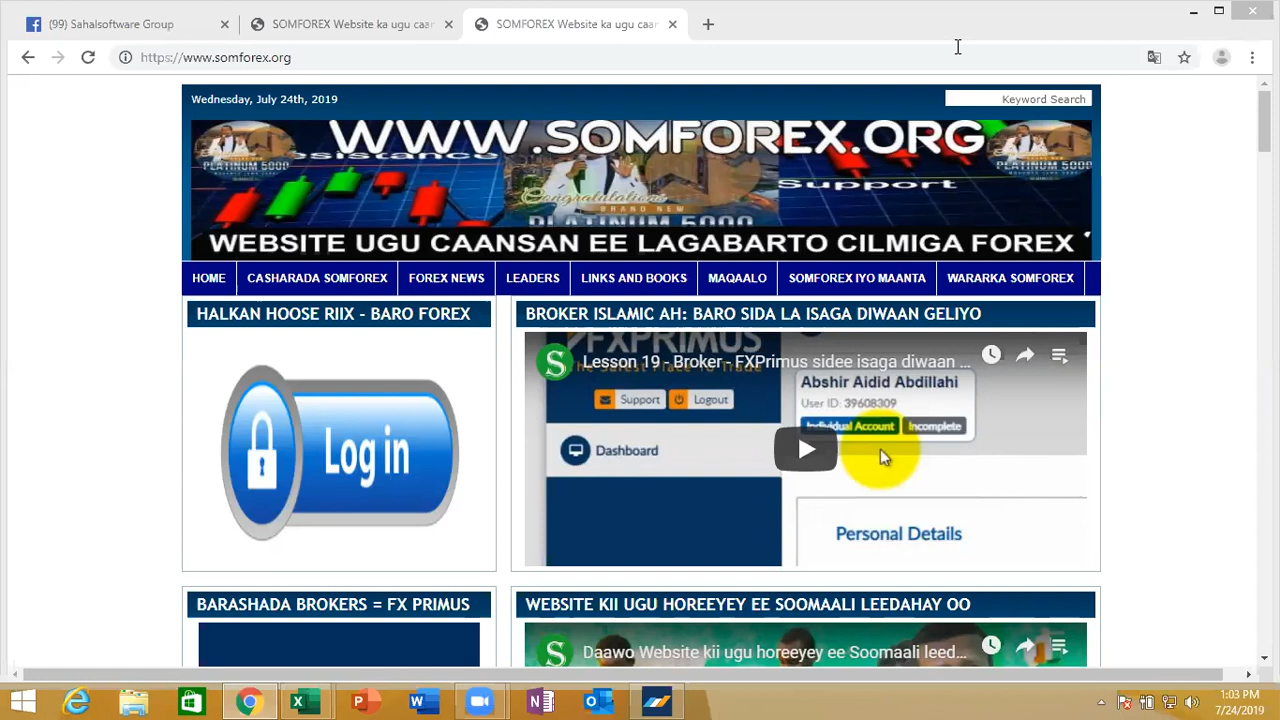 (99) Sahalsoftware Group
SOMFOREX Website ka ugu caan
SOMFOREX Website ka ugu caan
https://www.somforex.org
Wednesday, July 24th, 2019
Keyword Search
WWW.SOMFOREX.ORG
PLATINUM 5000
Support
Congratulations
BRAND NEW
PLATINUM 5000
PLATINUM 5000
WEBSITE UGU CAANSAN EE LAGABARTO CILMIGA FOREX
HOME
CASHARADA SOMFOREX
FOREX NEWS
LEADERS
LINKS AND BOOKS
MAQAALO
SOMFOREX IYO MAANTA
WARARKA SOMFOREX
HALKAN HOOSE RIIX - BARO FOREX
Log in
BROKER ISLAMIC AH: BARO SIDA LA ISAGA DIWAAN GELIYO
FXPRIMUS
Lesson 19 - Broker - FXPrimus sidee isaga diwaan ...
Support
Logout
Abshir Aidid Abdillahi
User ID: 39608309
Individual Account
Incomplete
Dashboard
Personal Details
BARASHADA BROKERS = FX PRIMUS
WEBSITE KII UGU HOREEYEY EE SOOMAALI LEEDAHAY OO
Daawo Website kii ugu horeeyey ee Soomaali leed...
1:03 PM
7/24/2019